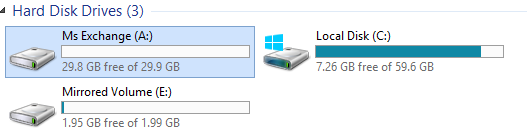 Hard Disk Drives (3)
Ms Exchange (A:)
29.8 GB free of 29.9 GB
Local Disk (C:)
7.26 GB free of 59.6 GB
Mirrored Volume (E:)
1.95 GB free of 1.99 GB